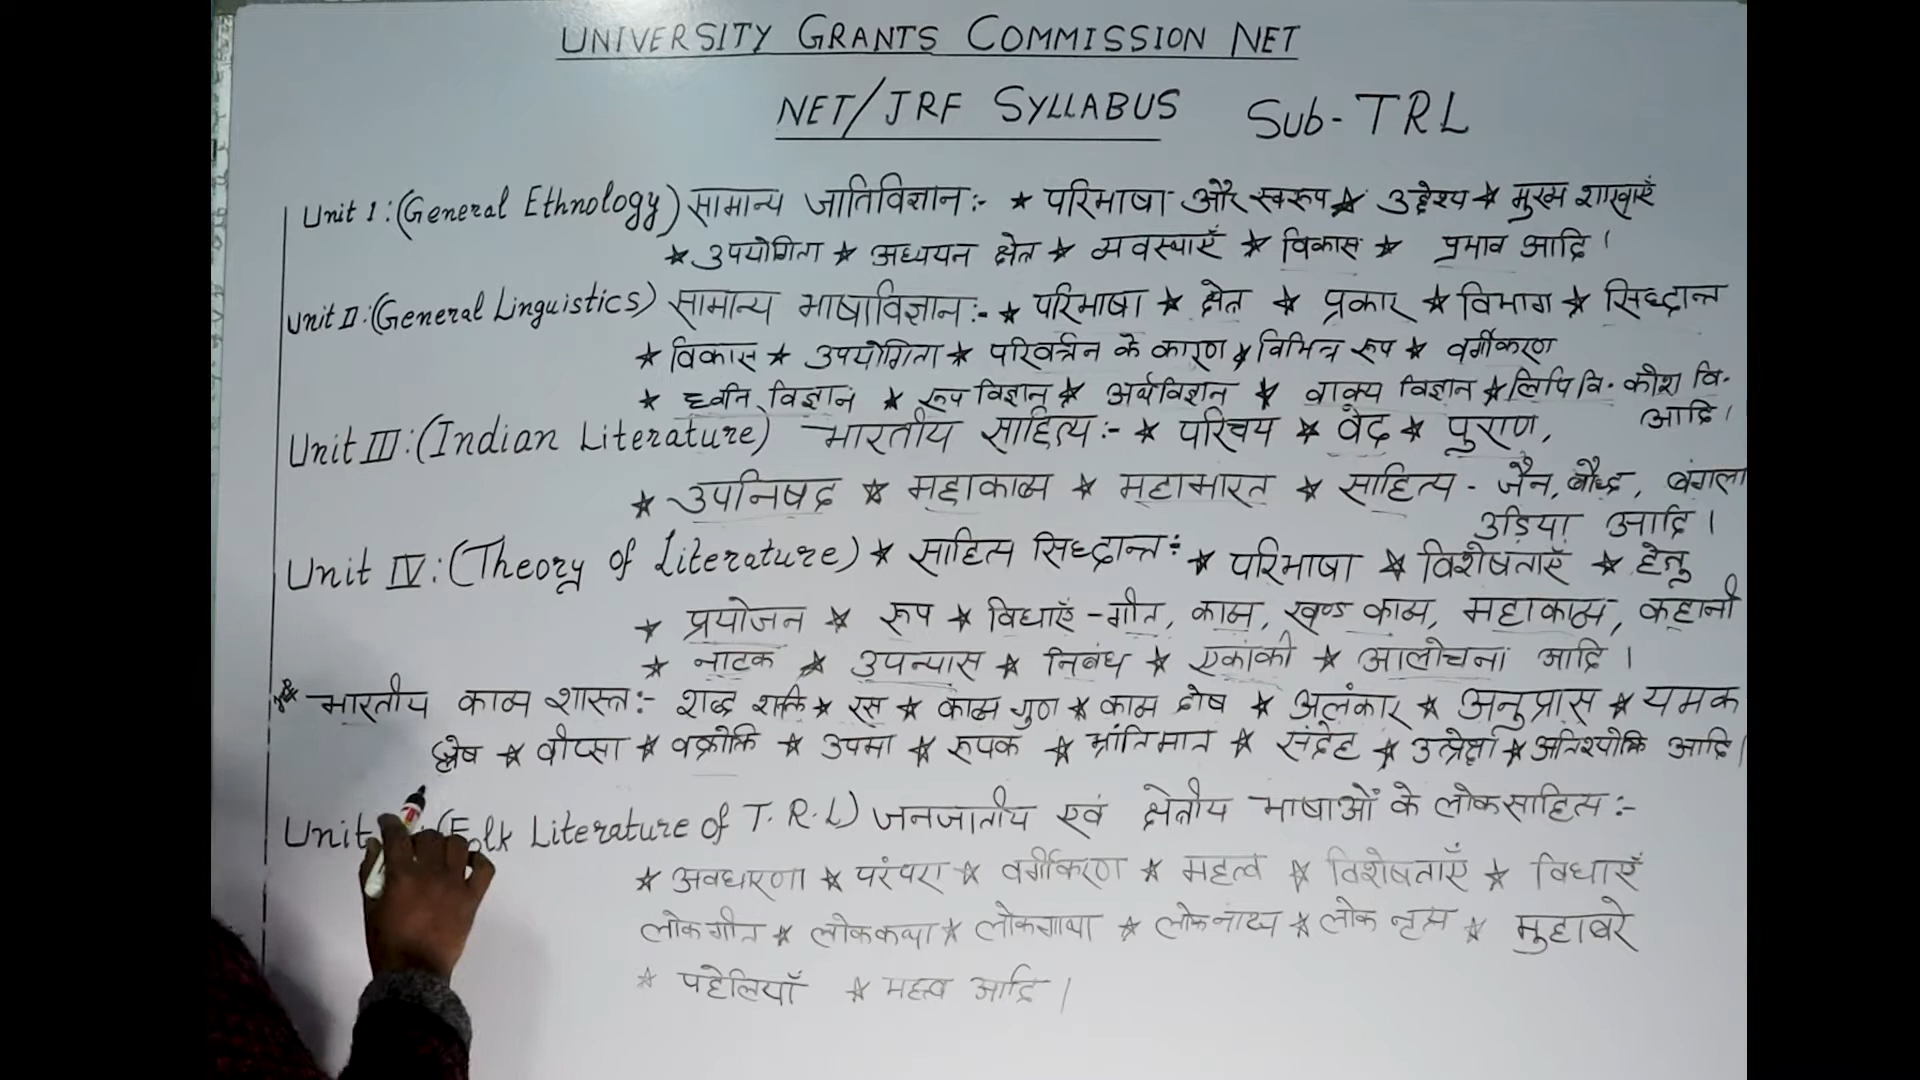 UNIVERSITY GRANTS COMMISSION NET
NET/JRF SYLLABUS Sub-TRL
Unit I:(General Ethnology) सामान्य जातिविज्ञान:- ★ परिभाषा और स्वरूप ★ उद्देश्य ★ मुख्य शाखाएँ
★ उपयोगिता ★ अध्ययन क्षेत्र ★ व्यवस्थाएँ ★ विकास ★ प्रभाव आदि।
Unit II:(General Linguistics) सामान्य भाषाविज्ञान:- ★ परिभाषा ★ क्षेत्र ★ प्रकार ★ विभाग ★ सिद्धान्त
★ विकास ★ उपयोगिता ★ परिवर्त्तन के कारण ★ विभिन्न रूप ★ वर्गीकरण
★ ध्वनि विज्ञान ★ रूप विज्ञान ★ अर्थविज्ञान ★ वाक्य विज्ञान ★ लिपि वि. कोश वि.
आदि।
Unit III:(Indian Literature) भारतीय साहित्य:- ★ परिचय ★ वेद ★ पुराण,
★ उपनिषद ★ महाकाव्य ★ महाभारत ★ साहित्य - जैन, बौद्ध, बंगला
उड़िया आदि।
Unit IV:(Theory of Literature) ★ साहित्य सिद्धान्त: ★ परिभाषा ★ विशेषताएँ ★ हेतु
★ प्रयोजन ★ रूप ★ विधाएँ - गीत, काव्य, खण्ड काव्य, महाकाव्य, कहानी
★ नाटक ★ उपन्यास ★ निबंध ★ एकांकी ★ आलोचना आदि।
★ भारतीय काव्य शास्त्र:- शब्द शक्ति ★ रस ★ काव्य गुण ★ काव्य दोष ★ अलंकार ★ अनुप्रास ★ यमक
श्लेष ★ वीप्सा ★ वक्रोक्ति ★ उपमा ★ रूपक ★ भ्रांतिमान ★ संदेह ★ उत्प्रेक्षा ★ अतिश्योक्ति आदि।
Unit (Folk Literature of T.R.L) जनजातीय एवं क्षेत्रीय भाषाओं के लोकसाहित्य:-
★ अवधारणा ★ परंपरा ★ वर्गीकरण ★ महत्व ★ विशेषताएँ ★ विधाएँ
लोकगीत ★ लोककथा ★ लोकगाथा ★ लोकनाट्य ★ लोक नृत्य ★ मुहावरे
★ पहेलियाँ ★ महत्व आदि।